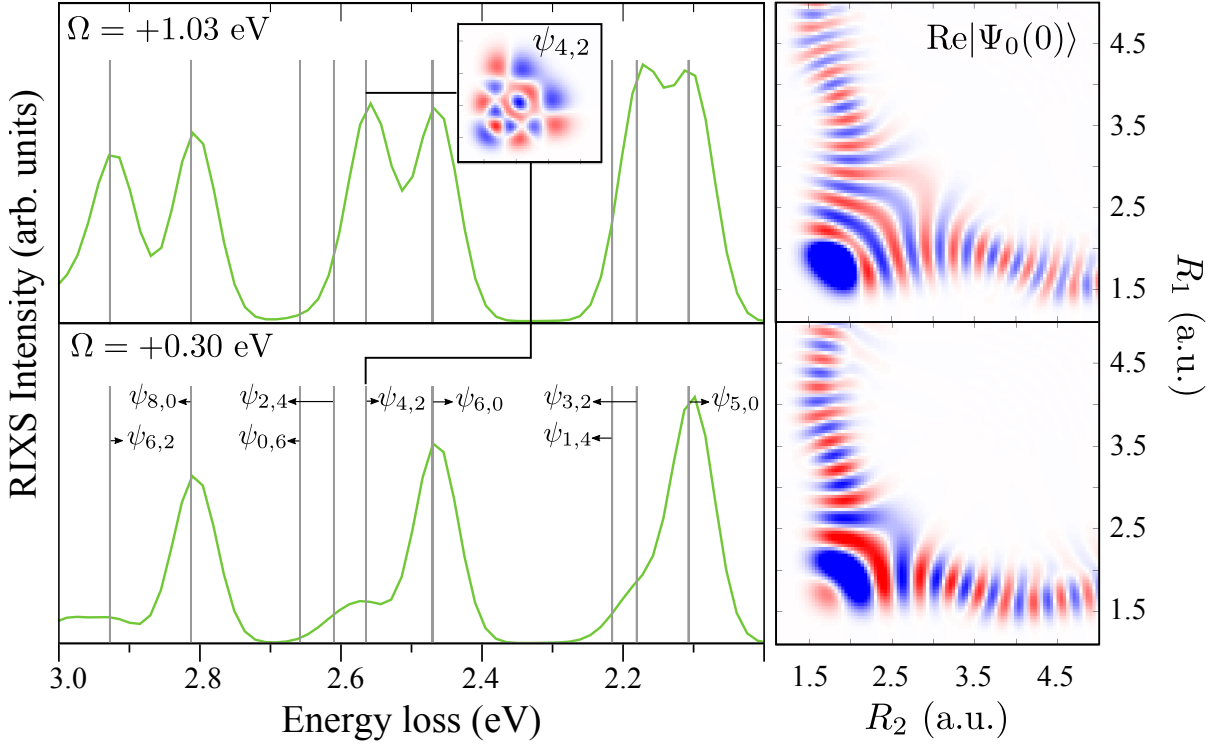 Ω = +1.03 eV
ψ4,2
Re|Ψ0(0)⟩
4.5
3.5
2.5
1.5
RIXS Intensity (arb. units)
R1 (a.u.)
Ω = +0.30 eV
ψ8,0
ψ2,4
ψ4,2
ψ6,0
ψ3,2
ψ5,0
ψ6,2
ψ0,6
ψ1,4
4.5
3.5
2.5
1.5
3.0
2.8
2.6
2.4
2.2
1.5
2.5
3.5
4.5
Energy loss (eV)
R2 (a.u.)